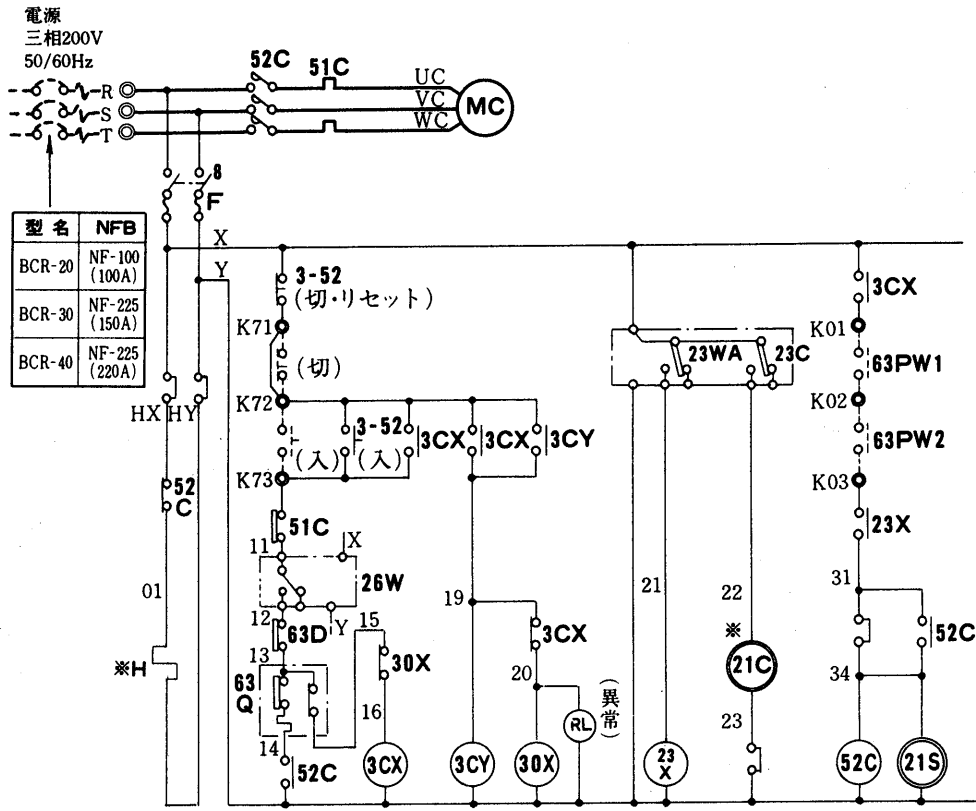 電源
三相200V
50/60Hz
R
S
T
52C
51C
UC
VC
WC
MC
8
F
型名 NFB
BCR-20 NF-100 (100A)
BCR-30 NF-225 (150A)
BCR-40 NF-225 (220A)
X
Y
3-52
(切・リセット)
K71
(切)
K72
3-52
(入)
(入)
3CX
3CX
3CY
K73
HX HY
52
C
51C
11
X
26W
01
12
Y
63D
13
15
63
Q
30X
16
14
52C
※H
3CX
19
3CY
3CX
20
30X
RL
(異常)
23WA
23C
21
22
※
21C
23
23
X
3CX
K01
63PW1
K02
63PW2
K03
23X
31
52C
34
52C
21S